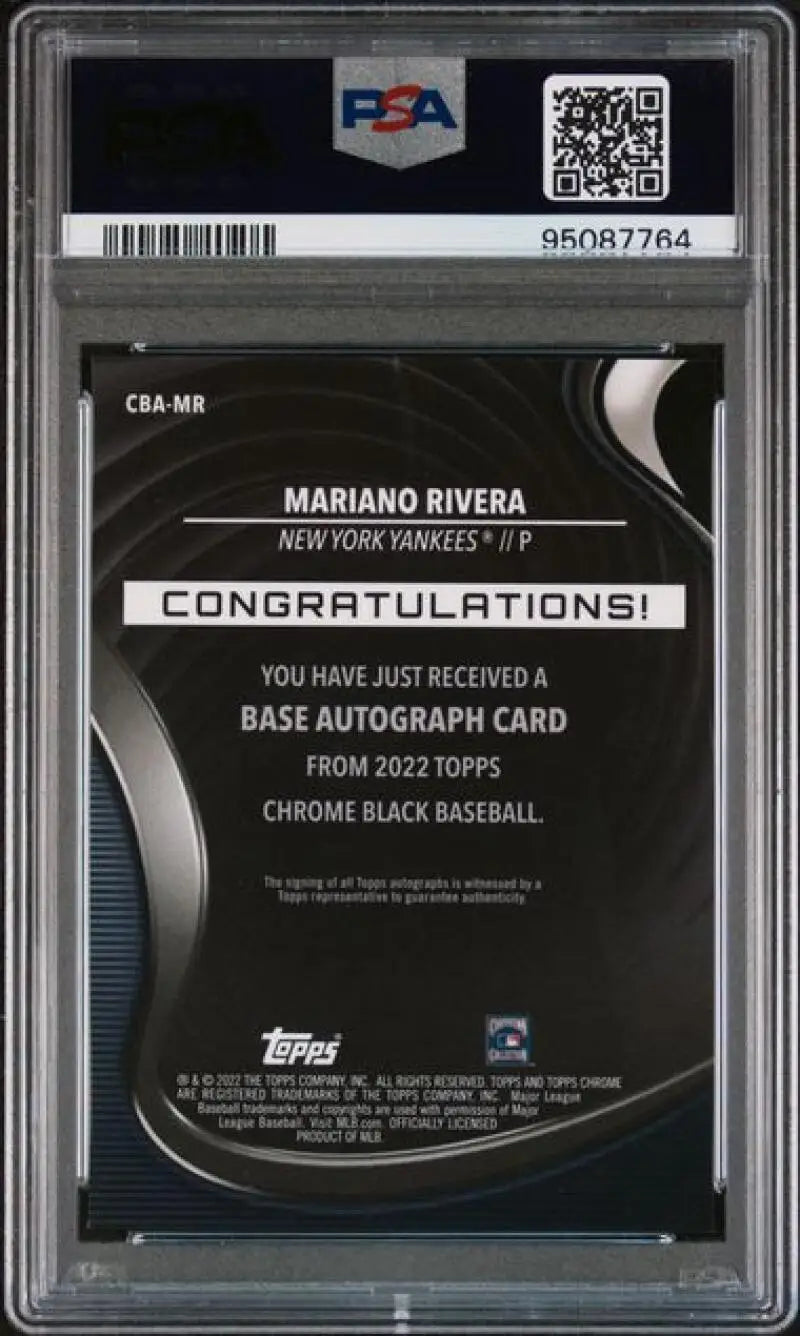 PSA
95087764
CBA-MR
MARIANO RIVERA
NEW YORK YANKEES® // P
CONGRATULATIONS!
YOU HAVE JUST RECEIVED A
BASE AUTOGRAPH CARD
FROM 2022 TOPPS
CHROME BLACK BASEBALL.
The signing of all Topps autographs is witnessed by a
Topps representative to guarantee authenticity.
topps
® & © 2022 THE TOPPS COMPANY, INC. ALL RIGHTS RESERVED. TOPPS AND TOPPS CHROME
ARE REGISTERED TRADEMARKS OF THE TOPPS COMPANY, INC. Major League
Baseball trademarks and copyrights are used with permission of Major
League Baseball. Visit MLB.com. OFFICIALLY LICENSED
PRODUCT OF MLB.
PSA